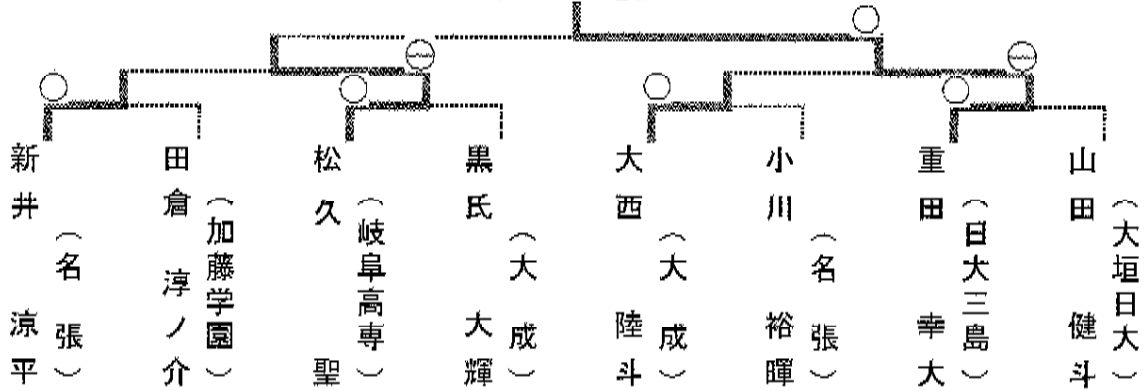 新井 涼平(名張)
田倉 淳ノ介(加藤学園)
松久 聖(岐阜高専)
黒氏 大輝(大成)
大西 陸斗(大成)
小川 裕暉(名張)
重田 幸大(日大三島)
山田 健斗(大垣日大)